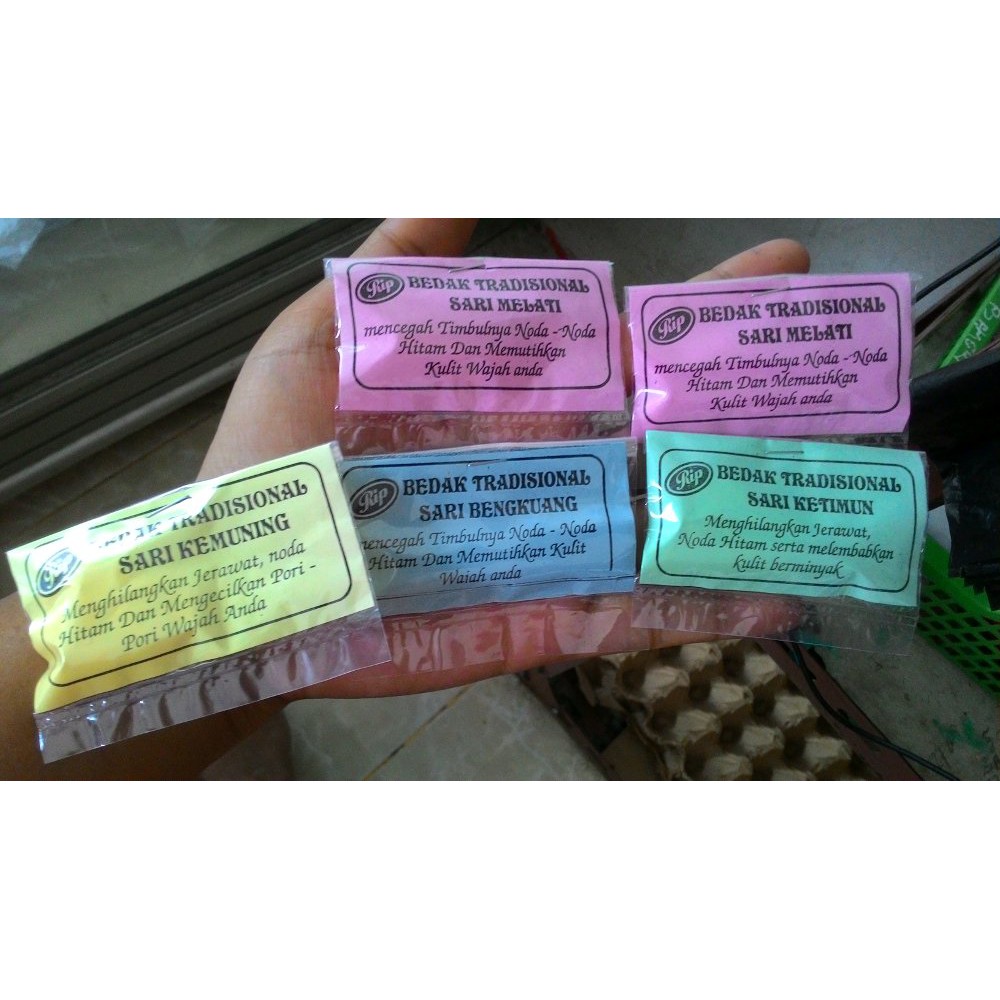 Rip BEDAK TRADISIONAL
SARI MELATI
mencegah Timbulnya Noda - Noda
Hitam Dan Memutihkan
Kulit Wajah anda
Rip BEDAK TRADISIONAL
SARI MELATI
mencegah Timbulnya Noda - Noda
Hitam Dan Memutihkan
Kulit Wajah anda
Rip BEDAK TRADISIONAL
SARI KEMUNING
Menghilangkan Jerawat, noda
Hitam Dan Mengecilkan Pori -
Pori Wajah Anda
Rip BEDAK TRADISIONAL
SARI BENGKUANG
mencegah Timbulnya Noda - Noda
Hitam Dan Memutihkan Kulit
Wajah anda
Rip BEDAK TRADISIONAL
SARI KETIMUN
Menghilangkan Jerawat,
Noda Hitam serta melembabkan
kulit berminyak